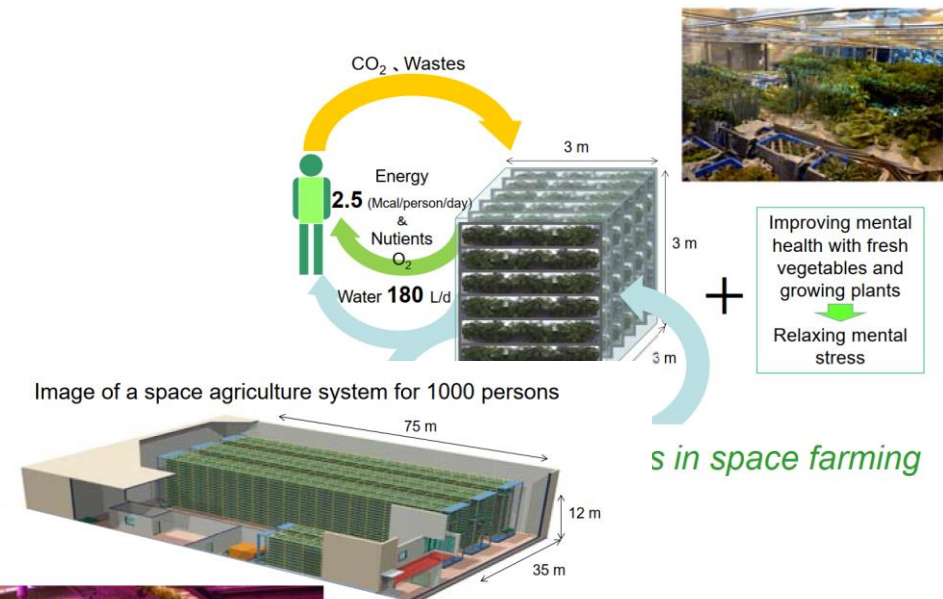 CO2 、Wastes
3 m
Energy
2.5 (Mcal/person/day)
&
Nutients
O2
Water 180 L/d
3 m
3 m
+
Improving mental
health with fresh
vegetables and
growing plants
Relaxing mental
stress
Image of a space agriculture system for 1000 persons
75 m
12 m
35 m
s in space farming